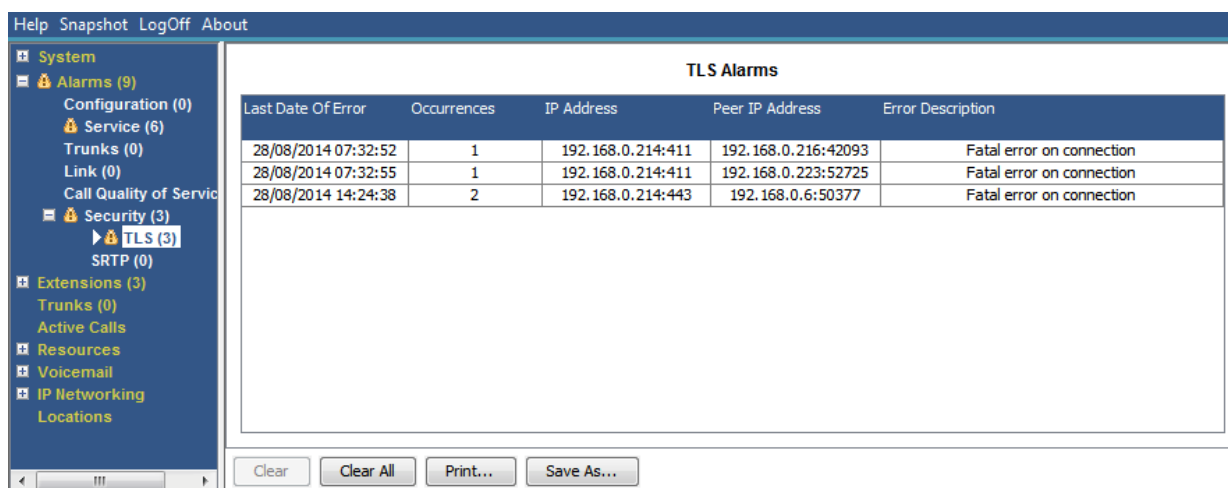 Help Snapshot LogOff About
System
Alarms (9)
Configuration (0)
Service (6)
Trunks (0)
Link (0)
Call Quality of Servic
Security (3)
TLS (3)
SRTP (0)
Extensions (3)
Trunks (0)
Active Calls
Resources
Voicemail
IP Networking
Locations
TLS Alarms
Last Date Of Error Occurrences IP Address Peer IP Address Error Description
28/08/2014 07:32:52 1 192.168.0.214:411 192.168.0.216:42093 Fatal error on connection
28/08/2014 07:32:55 1 192.168.0.214:411 192.168.0.223:52725 Fatal error on connection
28/08/2014 14:24:38 2 192.168.0.214:443 192.168.0.6:50377 Fatal error on connection
Clear Clear All Print... Save As...